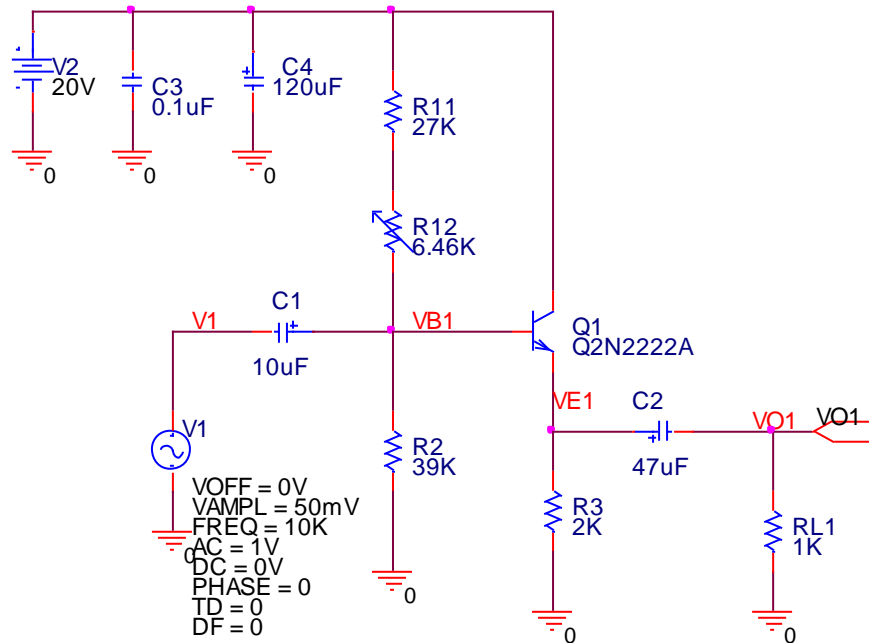 V2
20V
0
C3
0.1uF
0
C4
120uF
0
R11
27K
R12
6.46K
C1
10uF
V1
VB1
Q1
Q2N2222A
VE1
C2
47uF
VO1
VO1
V1
0
VOFF = 0V
VAMPL = 50mV
FREQ = 10K
AC = 1V
DC = 0V
PHASE = 0
TD = 0
DF = 0
R2
39K
0
R3
2K
0
RL1
1K
0